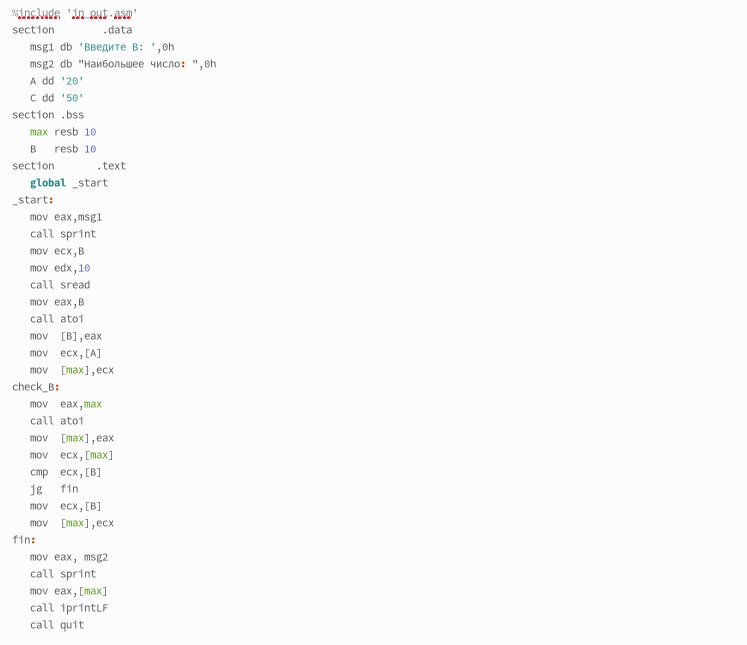 %include 'in_out.asm'
section        .data
   msg1 db 'Введите B: ',0h
   msg2 db "Наибольшее число: ",0h
   A dd '20'
   C dd '50'
section .bss
   max resb 10
   B   resb 10
section       .text
   global _start
_start:
   mov eax,msg1
   call sprint
   mov ecx,B
   mov edx,10
   call sread
   mov eax,B
   call atoi
   mov  [B],eax
   mov  ecx,[A]
   mov  [max],ecx
check_B:
   mov  eax,max
   call atoi
   mov  [max],eax
   mov  ecx,[max]
   cmp  ecx,[B]
   jg   fin
   mov  ecx,[B]
   mov  [max],ecx
fin:
   mov eax, msg2
   call sprint
   mov eax,[max]
   call iprintLF
   call quit